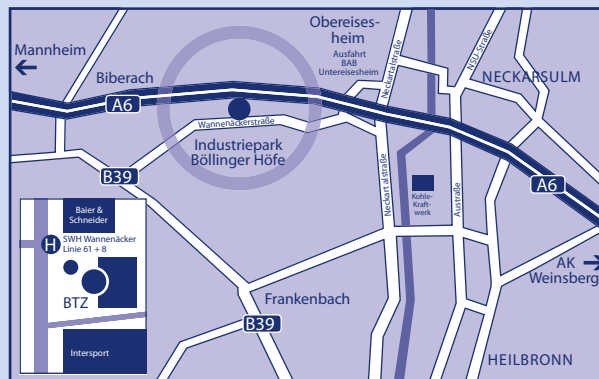 Obereises-
heim
Ausfahrt
BAB
Untereisesheim
Neckartalstraße
NSU-Straße
Mannheim
Biberach
NECKARSULM
A6
Wannenäckerstraße
Industriepark
Böllinger Höfe
B39
Neckartalstraße
Kohle-
Kraft-
werk
Austraße
A6
Baier &
Schneider
H
SWH Wannenäcker
Linie 61 + 8
BTZ
Intersport
AK
Weinsberg
Frankenbach
B39
HEILBRONN